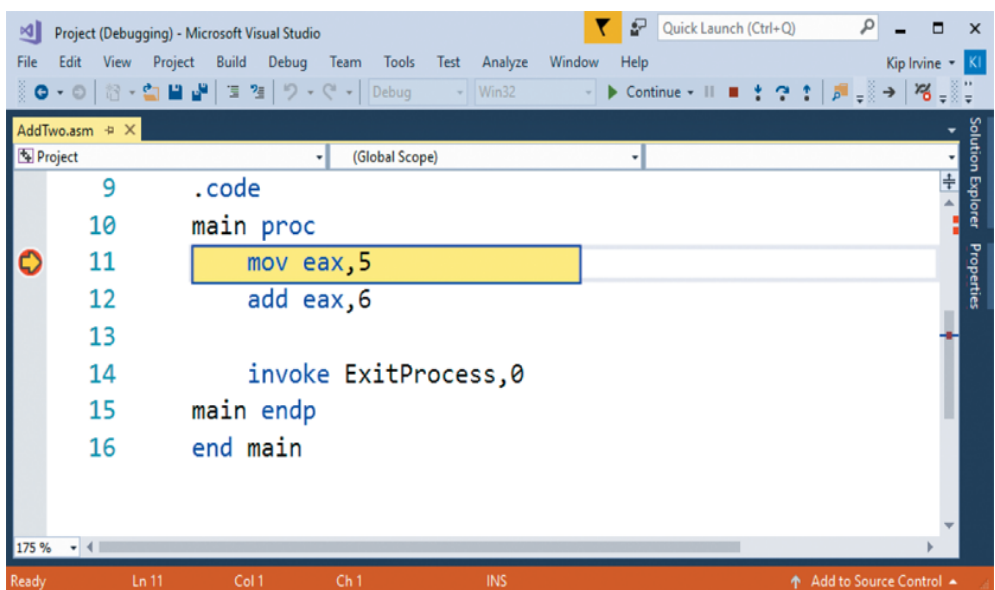 Project (Debugging) - Microsoft Visual Studio
Quick Launch (Ctrl+Q)
File Edit View Project Build Debug Team Tools Test Analyze Window Help
Kip Irvine KI
Debug Win32 Continue
AddTwo.asm
Project (Global Scope)
9 .code
10 main proc
11 mov eax,5
12 add eax,6
13
14 invoke ExitProcess,0
15 main endp
16 end main
Solution Explorer
Properties
175 %
Ready Ln 11 Col 1 Ch 1 INS Add to Source Control